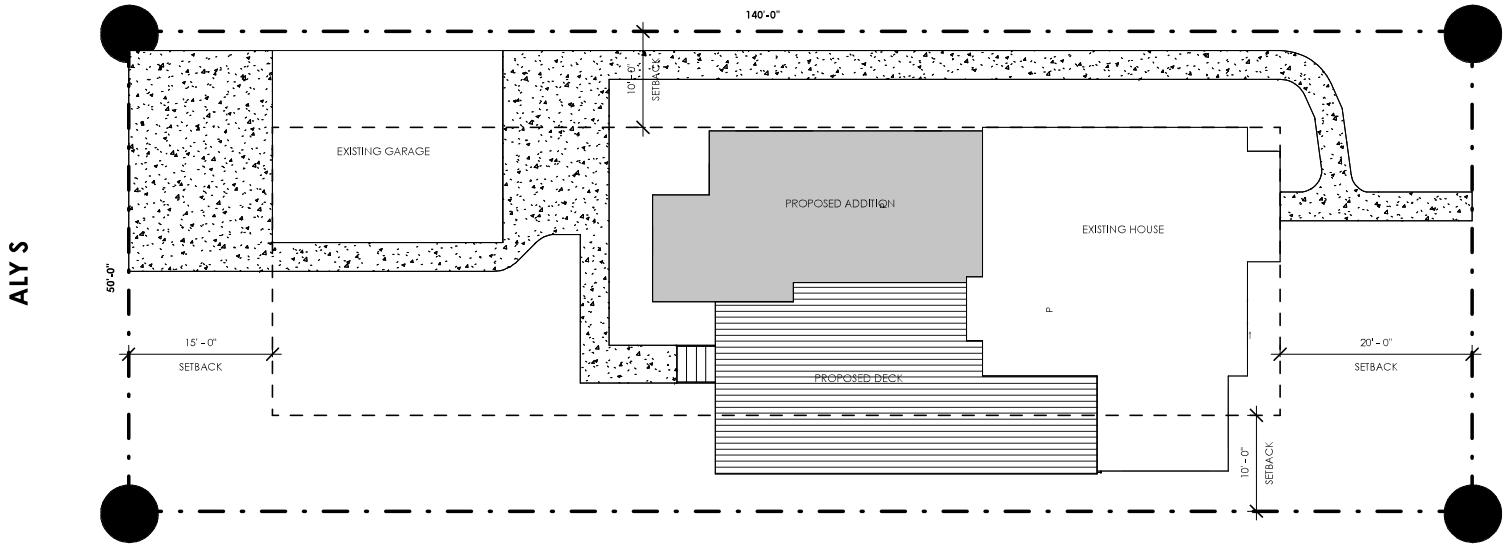 140'-0"
10'-0"
SETBACK
EXISTING GARAGE
PROPOSED ADDITION
EXISTING HOUSE
ALY S
50'-0"
P
15' - 0"
SETBACK
20' - 0"
SETBACK
PROPOSED DECK
10' - 0"
SETBACK